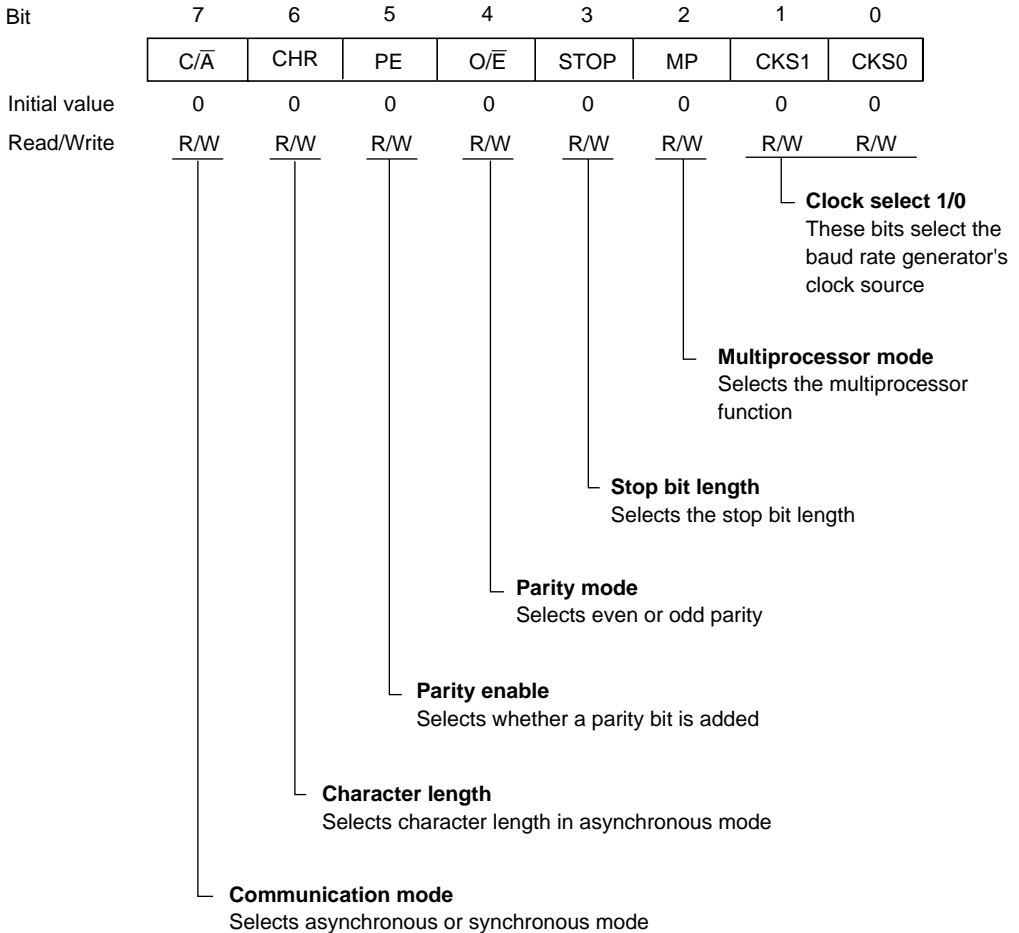 Bit 7 6 5 4 3 2 1 0
C/A̅ CHR PE O/E̅ STOP MP CKS1 CKS0
Initial value 0 0 0 0 0 0 0 0
Read/Write R/W R/W R/W R/W R/W R/W R/W R/W
Clock select 1/0
These bits select the
baud rate generator's
clock source
Multiprocessor mode
Selects the multiprocessor
function
Stop bit length
Selects the stop bit length
Parity mode
Selects even or odd parity
Parity enable
Selects whether a parity bit is added
Character length
Selects character length in asynchronous mode
Communication mode
Selects asynchronous or synchronous mode